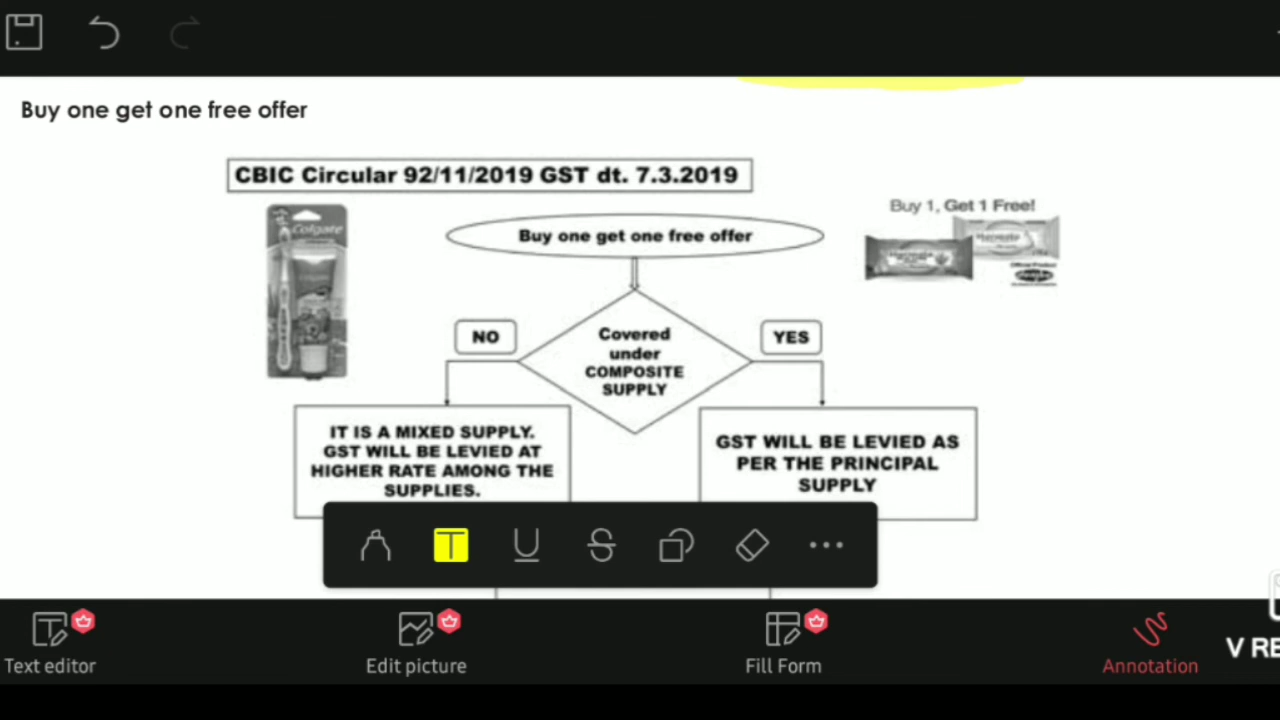 Buy one get one free offer
CBIC Circular 92/11/2019 GST dt. 7.3.2019
Colgate
Buy 1, Get 1 Free!
Buy one get one free offer
NO
YES
Covered
under
COMPOSITE
SUPPLY
IT IS A MIXED SUPPLY.
GST WILL BE LEVIED AT
HIGHER RATE AMONG THE
SUPPLIES.
GST WILL BE LEVIED AS
PER THE PRINCIPAL
SUPPLY
Text editor
Edit picture
Fill Form
Annotation
V RE